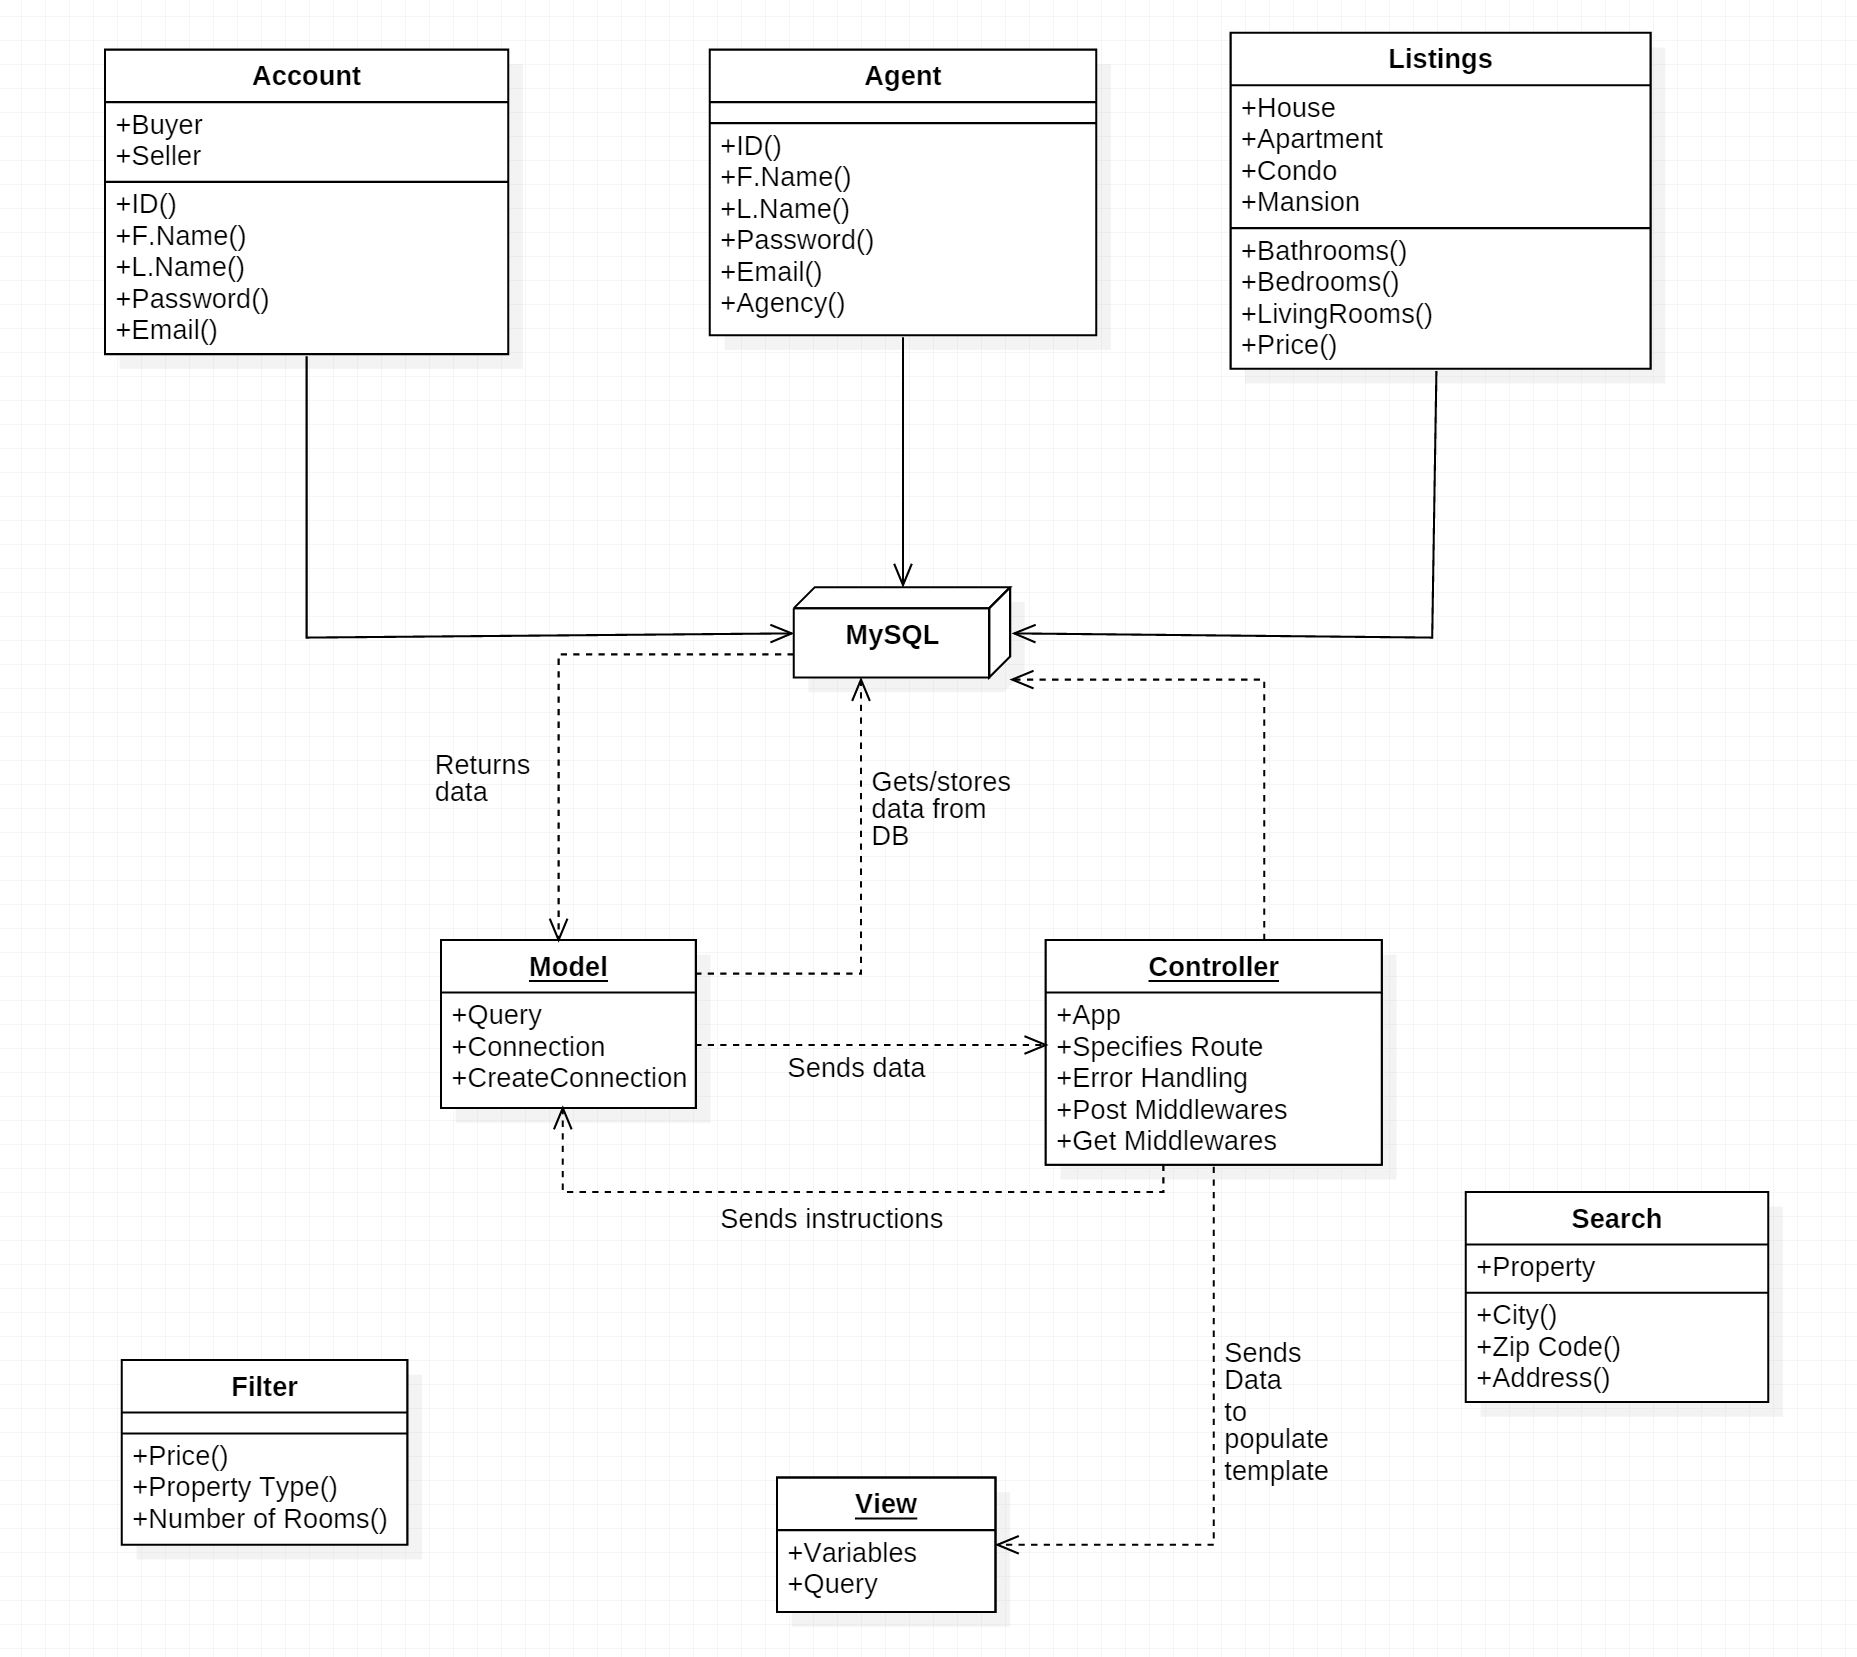 Account
+Buyer
+Seller
+ID()
+F.Name()
+L.Name()
+Password()
+Email()
Agent
+ID()
+F.Name()
+L.Name()
+Password()
+Email()
+Agency()
Listings
+House
+Apartment
+Condo
+Mansion
+Bathrooms()
+Bedrooms()
+LivingRooms()
+Price()
MySQL
Returns
data
Gets/stores
data from
DB
Model
+Query
+Connection
+CreateConnection
Sends data
Controller
+App
+Specifies Route
+Error Handling
+Post Middlewares
+Get Middlewares
Sends instructions
Search
+Property
+City()
+Zip Code()
+Address()
Sends
Data
to
populate
template
Filter
+Price()
+Property Type()
+Number of Rooms()
View
+Variables
+Query